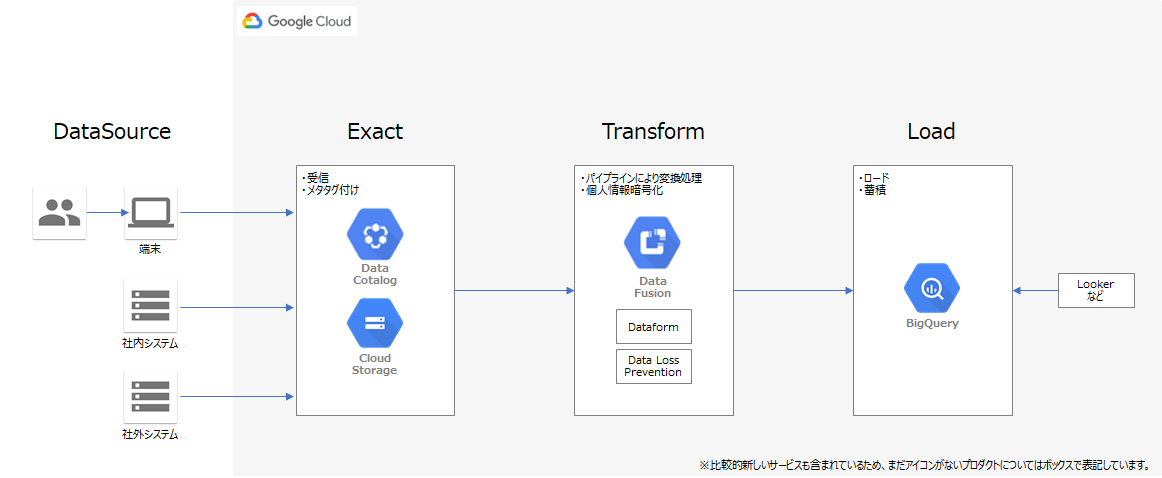 Google Cloud
DataSource
Exact
Transform
Load
・受信
・メタタグ付け
・パイプラインにより変換処理
・個人情報暗号化
・ロード
・蓄積
端末
社内システム
社外システム
Data
Cotalog
Cloud
Storage
Data
Fusion
Dataform
Data Loss
Prevention
BigQuery
Looker
など
※比較的新しいサービスも含まれているため、まだアイコンがないプロダクトについてはボックスで表記しています。